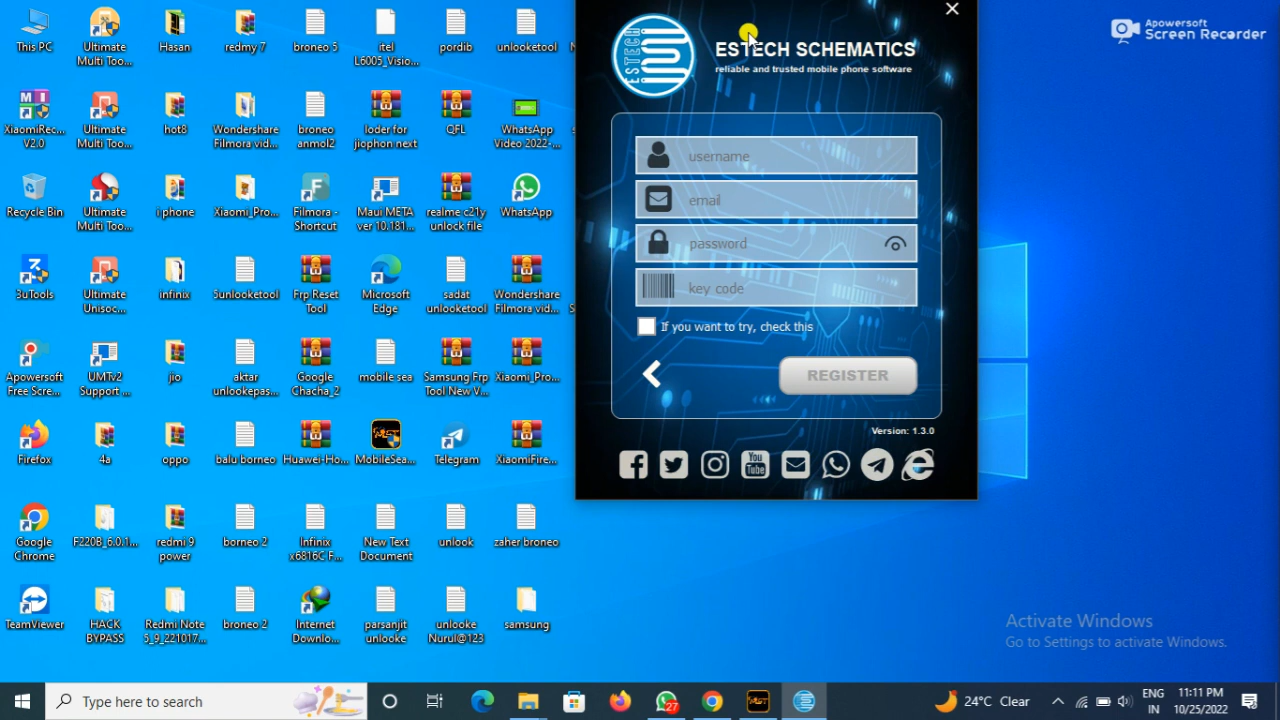 This PC
Ultimate
Multi Too...
Hasan
redmy 7
broneo 5
itel
L6005_Visio...
pordib
unlooketool
XiaomiRec...
V2.0
Ultimate
Multi Too...
hot8
Wondershare
Filmora vid...
broneo
anmol2
loder for
jiophon next
QFL
WhatsApp
Video 2022-...
Recycle Bin
Ultimate
Multi Too...
i phone
Xiaomi_Pro...
Filmora -
Shortcut
Maui META
ver 10.181...
realme c21y
unlock file
WhatsApp
3uTools
Ultimate
Unisoc...
infinix
5unlooketool
Frp Reset
Tool
Microsoft
Edge
sadat
unlooketool
Wondershare
Filmora vid...
Apowersoft
Free Scree...
UMTv2
Support ...
jio
aktar
unlookepas...
Google
Chacha_2
mobile sea
Samsung Frp
Tool New V...
Xiaomi_Pro...
Firefox
4a
oppo
balu borneo
Huawei-Ho...
MobileSea...
Telegram
XiaomiFire...
Google
Chrome
F220B_6.0.1...
redmi 9
power
borneo 2
Infinix
x6816C F...
New Text
Document
unlook
zaher broneo
TeamViewer
HACK
BYPASS
Redmi Note
5_9_221017...
broneo 2
Internet
Downlo...
parsanjit
unlooke
unlooke
Nurul@123
samsung
ESTECH
ESTECH SCHEMATICS
reliable and trusted mobile phone software
username
email
password
key code
If you want to try, check this
REGISTER
Version: 1.3.0
You
Tube
Apowersoft
Screen Recorder
Activate Windows
Go to Settings to activate Windows.
Type here to search
27
24°C Clear
ENG
IN
11:11 PM
10/25/2022